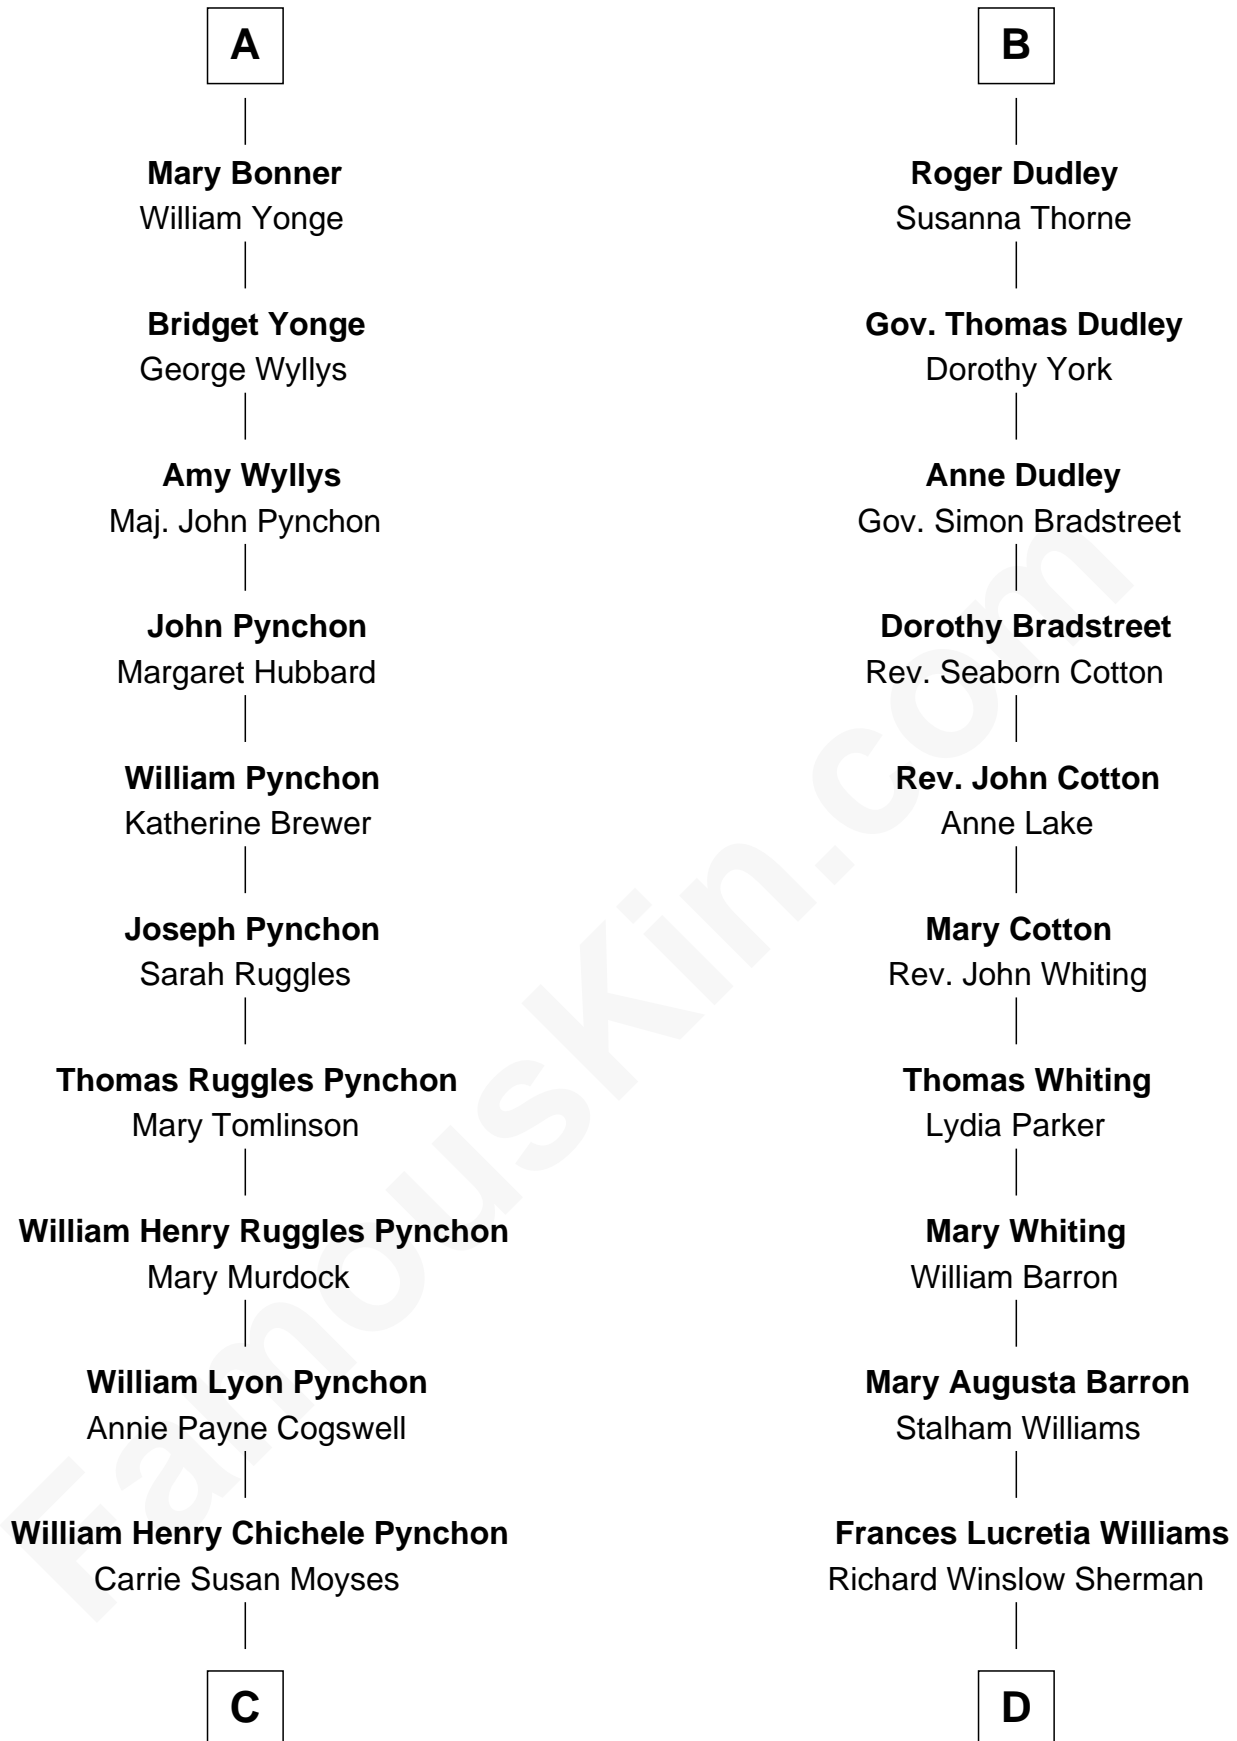 A
Mary Bonner
William Yonge
Bridget Yonge
George Wyllys
Amy Wyllys
Maj. John Pynchon
John Pynchon
Margaret Hubbard
William Pynchon
Katherine Brewer
Joseph Pynchon
Sarah Ruggles
Thomas Ruggles Pynchon
Mary Tomlinson
William Henry Ruggles Pynchon
Mary Murdock
William Lyon Pynchon
Annie Payne Cogswell
William Henry Chichele Pynchon
Carrie Susan Moyses
C
B
Roger Dudley
Susanna Thorne
Gov. Thomas Dudley
Dorothy York
Anne Dudley
Gov. Simon Bradstreet
Dorothy Bradstreet
Rev. Seaborn Cotton
Rev. John Cotton
Anne Lake
Mary Cotton
Rev. John Whiting
Thomas Whiting
Lydia Parker
Mary Whiting
William Barron
Mary Augusta Barron
Stalham Williams
Frances Lucretia Williams
Richard Winslow Sherman
D
FamousKin.com